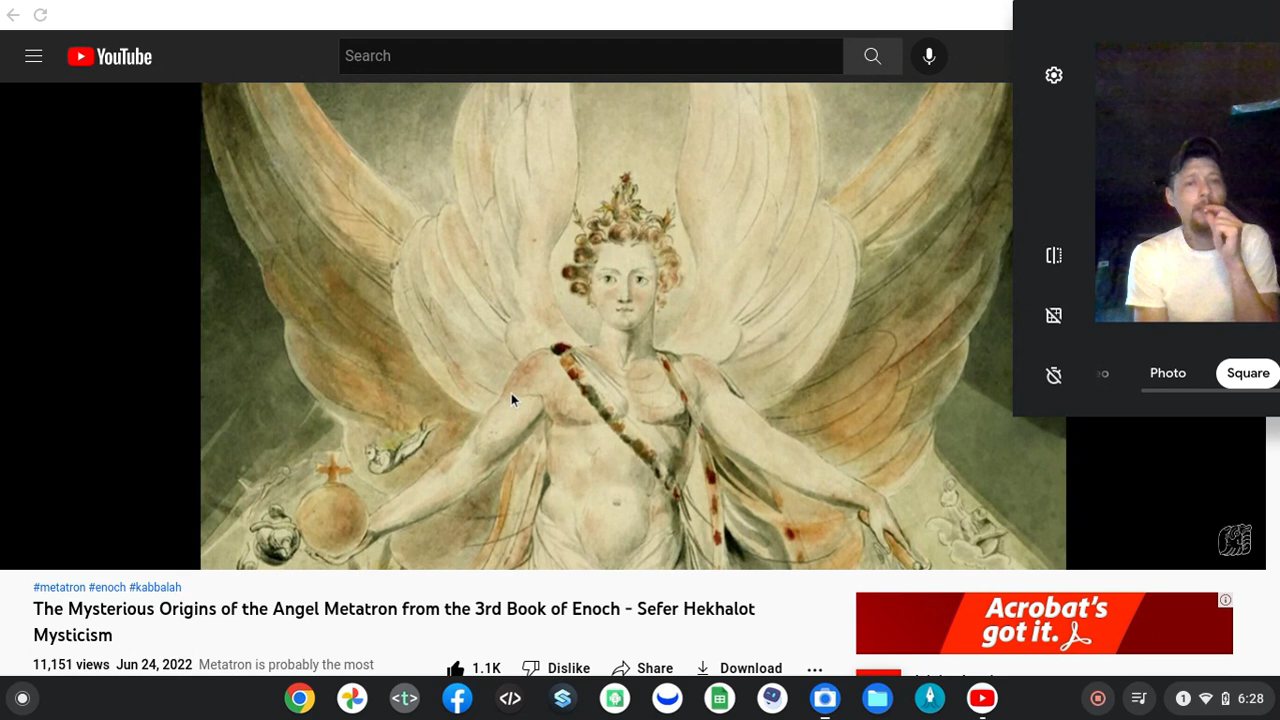 YouTube
Search
Photo
Square
#metatron #enoch #kabbalah
The Mysterious Origins of the Angel Metatron from the 3rd Book of Enoch - Sefer Hekhalot
Mysticism
11,151 views Jun 24, 2022 Metatron is probably the most
1.1K Dislike Share Download ...
Acrobat's
got it.
<t>
</>
1 6:28